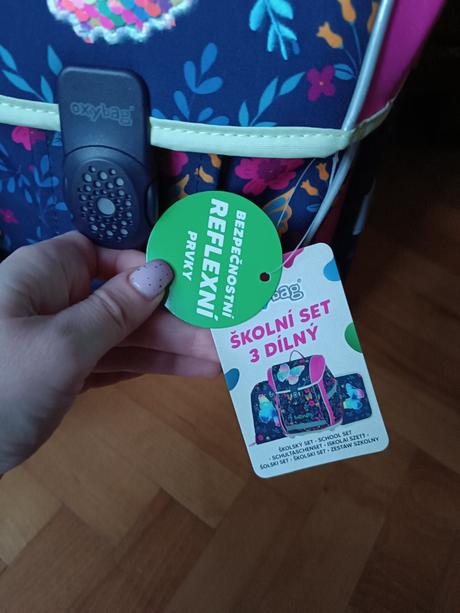 oxybag
BEZPEČNOSTNÍ
REFLEXNÍ
PRVKY
bag
ŠKOLNÍ SET
3 DÍLNÝ
ŠKOLSKÝ SET - SCHOOL SET
- SCHULTASCHENSET - ISKOLAI SZETT -
ŠOLSKI SET - ŠKOLSKI SET - ZESTAW SZKOLNY